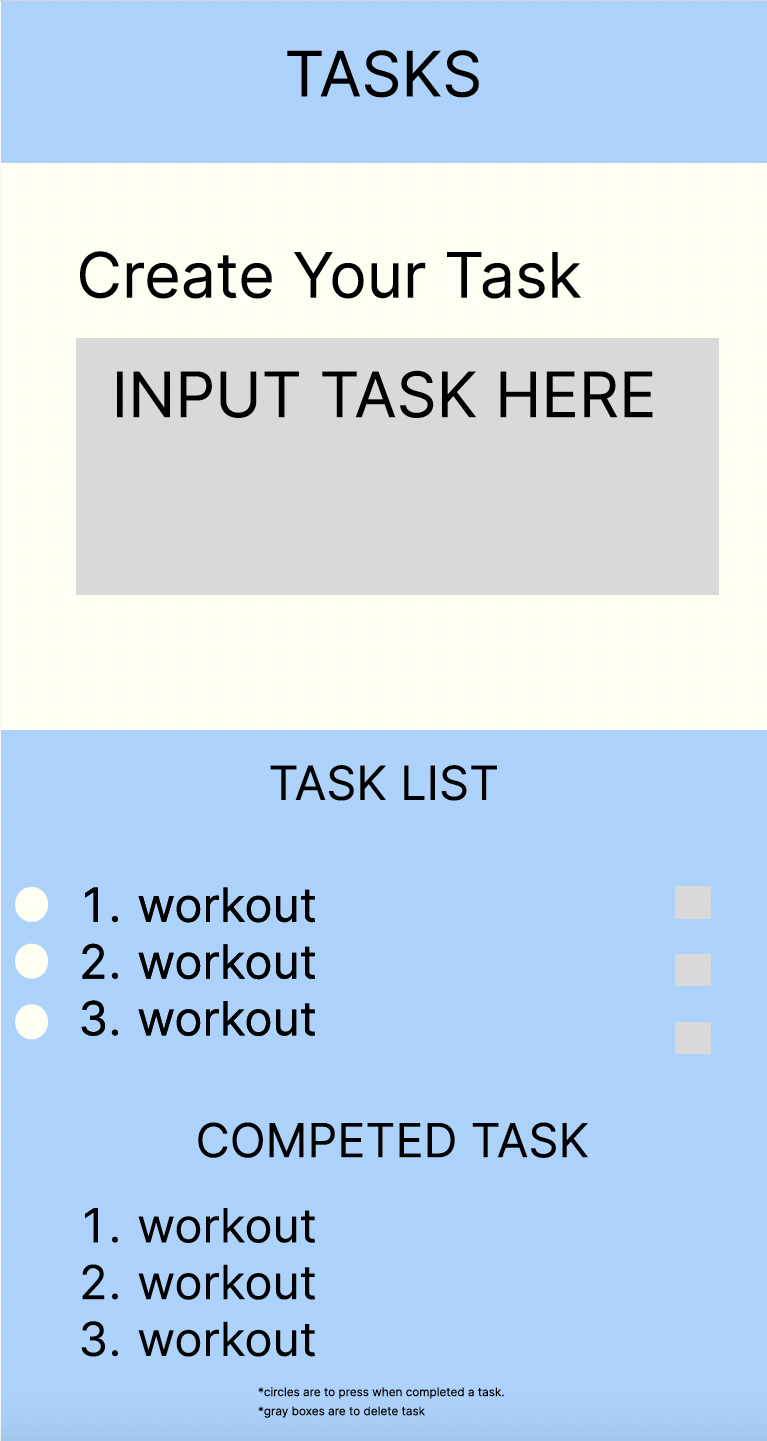 TASKS
Create Your Task
INPUT TASK HERE
TASK LIST
1. workout
2. workout
3. workout
COMPETED TASK
1. workout
2. workout
3. workout
*circles are to press when completed a task.
*gray boxes are to delete task